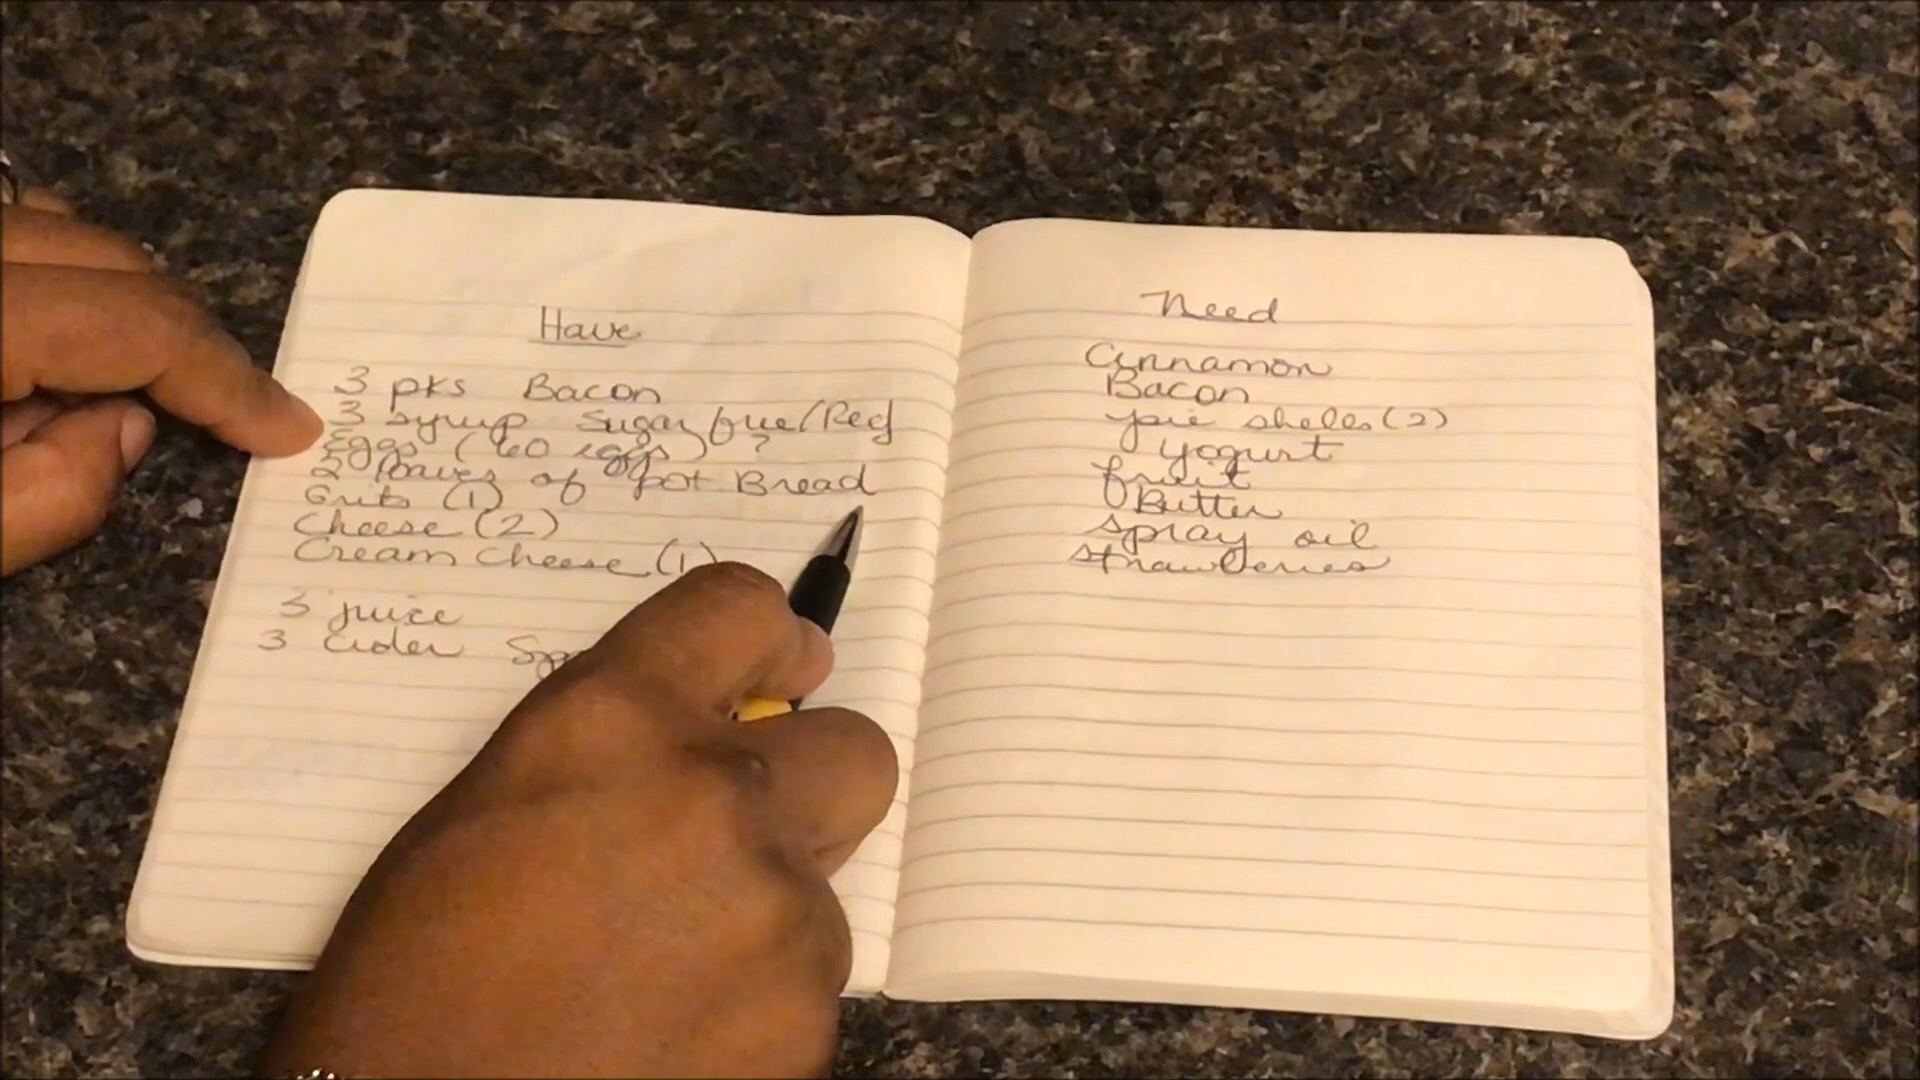 Have
3 pks Bacon
3 syrup Sugar free/Reg
Eggs (60 eggs) ?
2 loaves of pot. Bread
Grits (1)
Cheese (2)
Cream Cheese (1)
3 juice
3 cider
Need
Cinnamon
Bacon
pie shells (2)
yogurt
fruit
Butter
spray oil
strawberries